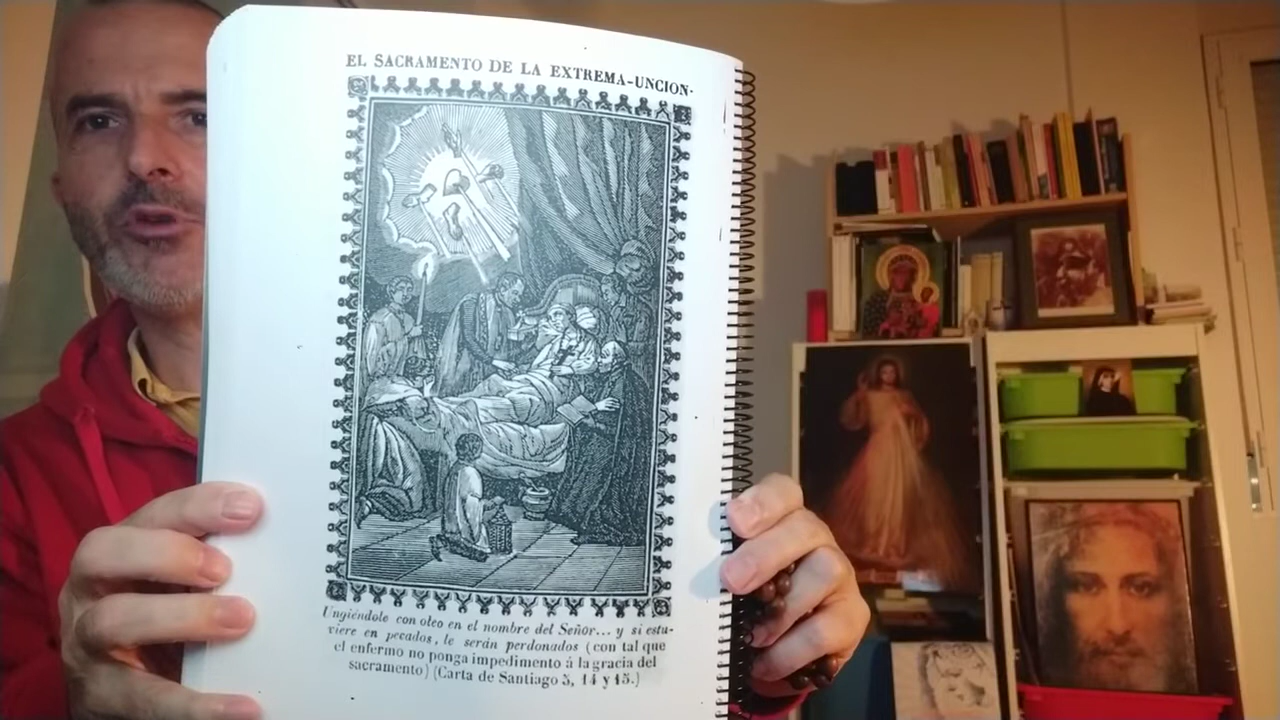 EL SACRAMENTO DE LA EXTREMA-UNCION.
Ungiéndole con oleo en el nombre del Señor... y si estu-
viere en pecados, le serán perdonados (con tal que
el enfermo no ponga impedimento á la gracia del
sacramento) (Carta de Santiago 5, 14 y 15.)